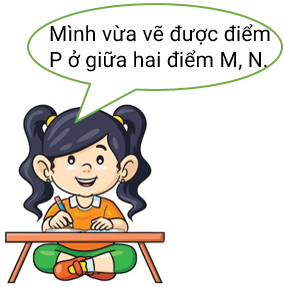 Mình vừa vẽ được điểm
P ở giữa hai điểm M, N.